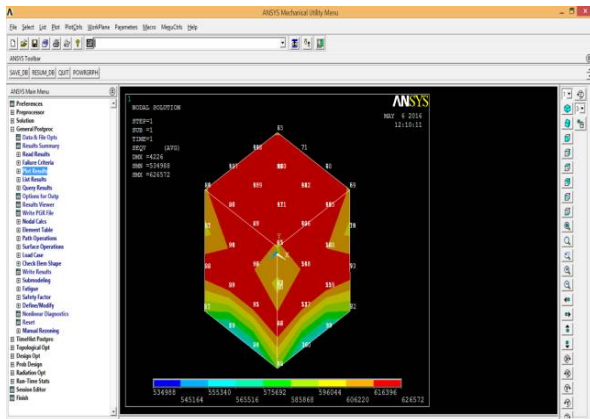 ANSYS Mechanical Utility Menu
File Select List Plot PlotCtrls WorkPlane Parameters Macro MenuCtrls Help
ANSYS Toolbar
SAVE_DB RESUM_DB QUIT POWRGRPH
ANSYS Main Menu
Preferences
Preprocessor
Solution
General Postproc
Data & File Opts
Results Summary
Read Results
Failure Criteria
Plot Results
List Results
Query Results
Options for Outp
Results Viewer
Write PGR File
Nodal Calcs
Element Table
Path Operations
Surface Operations
Load Case
Check Elem Shape
Write Results
Submodeling
Fatigue
Safety Factor
Define/Modify
Nonlinear Diagnostics
Reset
Manual Rezoning
TimeHist Postpro
Topological Opt
Design Opt
Prob Design
Radiation Opt
Run-Time Stats
Session Editor
Finish
1
NODAL SOLUTION
STEP=1
SUB =1
TIME=1
SEQV (AVG)
DMX =4226
SMN =534988
SMX =626572
ANSYS
MAY 6 2016
12:10:11
534988 555340 575692 596044 616396
545164 565516 585868 606220 626572